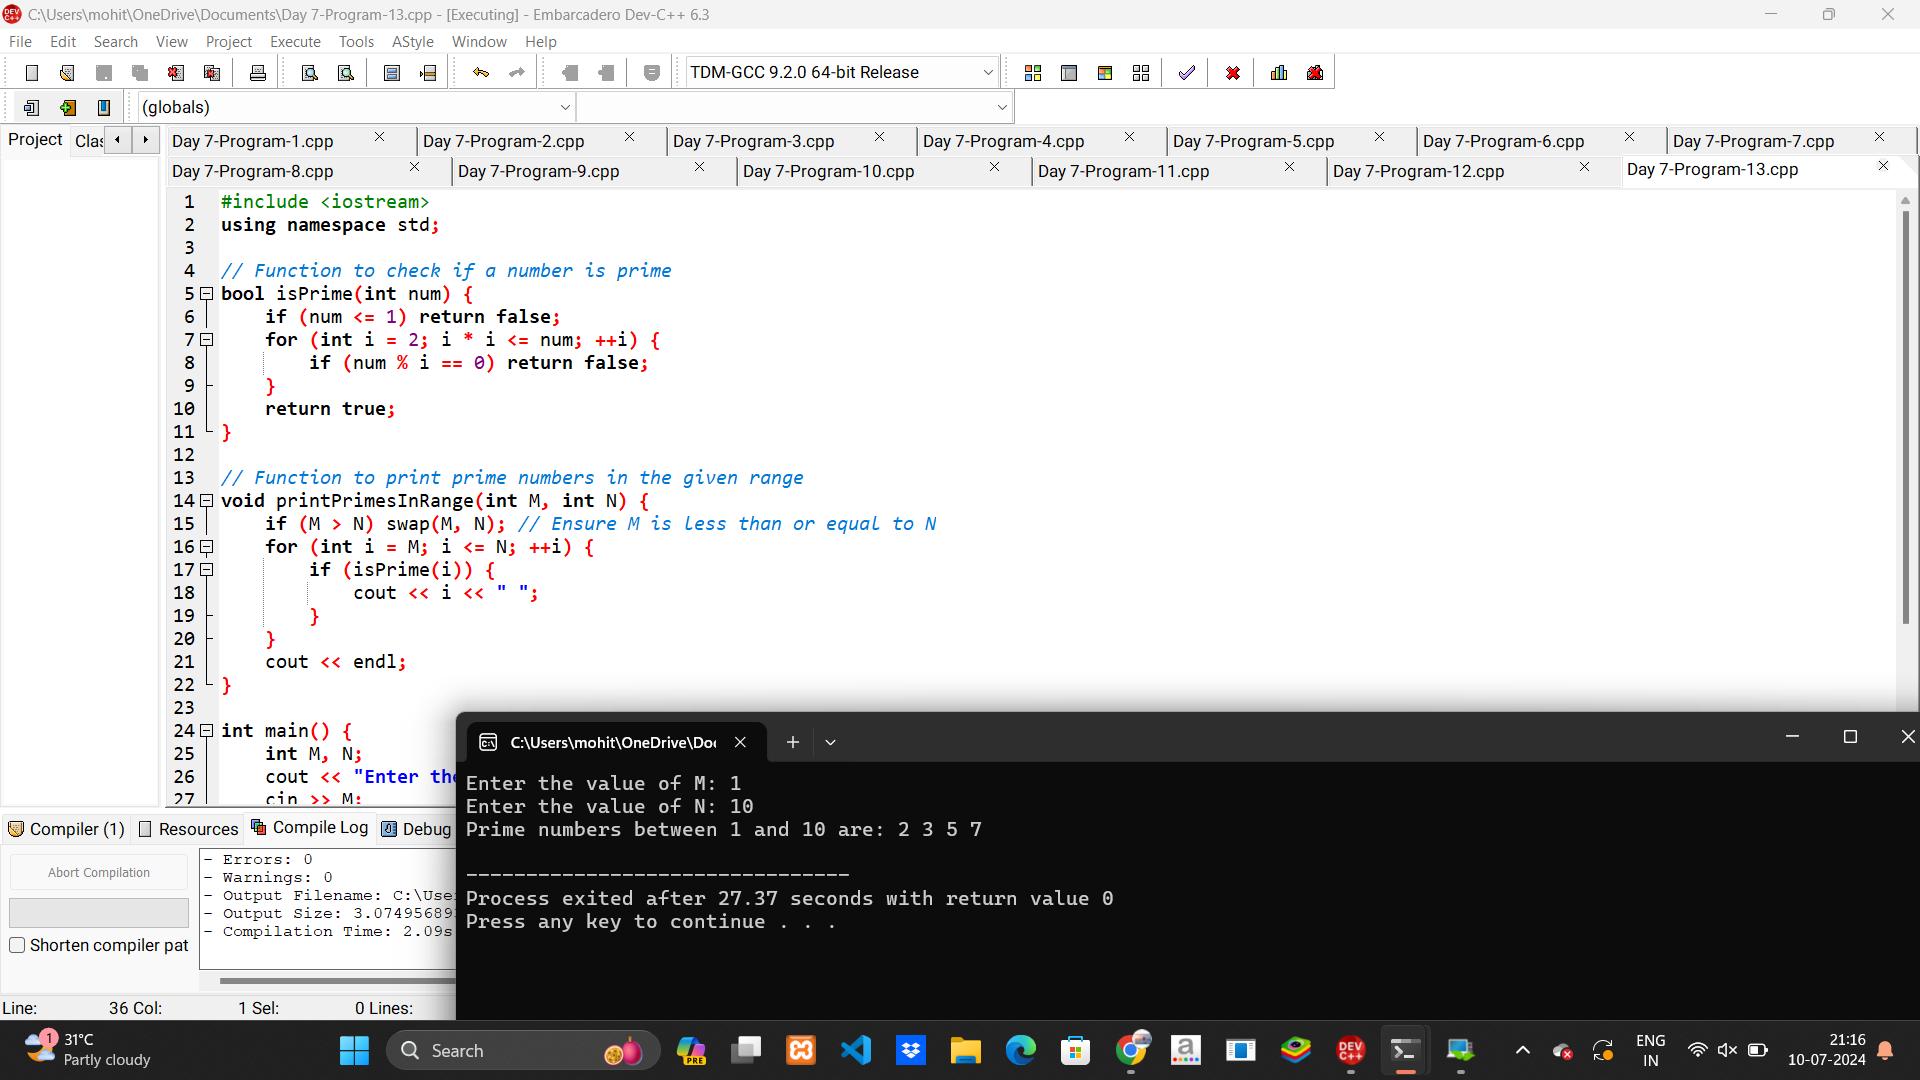 C:\Users\mohit\OneDrive\Documents\Day 7-Program-13.cpp - [Executing] - Embarcadero Dev-C++ 6.3
File Edit Search View Project Execute Tools AStyle Window Help
TDM-GCC 9.2.0 64-bit Release
(globals)
Project Clas
Day 7-Program-1.cpp Day 7-Program-2.cpp Day 7-Program-3.cpp Day 7-Program-4.cpp Day 7-Program-5.cpp Day 7-Program-6.cpp Day 7-Program-7.cpp
Day 7-Program-8.cpp Day 7-Program-9.cpp Day 7-Program-10.cpp Day 7-Program-11.cpp Day 7-Program-12.cpp Day 7-Program-13.cpp
1 #include <iostream>
2 using namespace std;
3
4 // Function to check if a number is prime
5 bool isPrime(int num) {
6 if (num <= 1) return false;
7 for (int i = 2; i * i <= num; ++i) {
8 if (num % i == 0) return false;
9 }
10 return true;
11 }
12
13 // Function to print prime numbers in the given range
14 void printPrimesInRange(int M, int N) {
15 if (M > N) swap(M, N); // Ensure M is less than or equal to N
16 for (int i = M; i <= N; ++i) {
17 if (isPrime(i)) {
18 cout << i << " ";
19 }
20 }
21 cout << endl;
22 }
23
24 int main() {
25 int M, N;
26 cout << "Enter the
27 cin >> M;
C:\Users\mohit\OneDrive\Do
Enter the value of M: 1
Enter the value of N: 10
Prime numbers between 1 and 10 are: 2 3 5 7
--------------------------------
Process exited after 27.37 seconds with return value 0
Press any key to continue . . .
Compiler (1) Resources Compile Log Debug
Abort Compilation
Shorten compiler pat
- Errors: 0
- Warnings: 0
- Output Filename: C:\Use
- Output Size: 3.07495689
- Compilation Time: 2.09s
Line: 36 Col: 1 Sel: 0 Lines:
1
31°C
Partly cloudy
Search
PRE
DEV C++
ENG
IN
21:16
10-07-2024